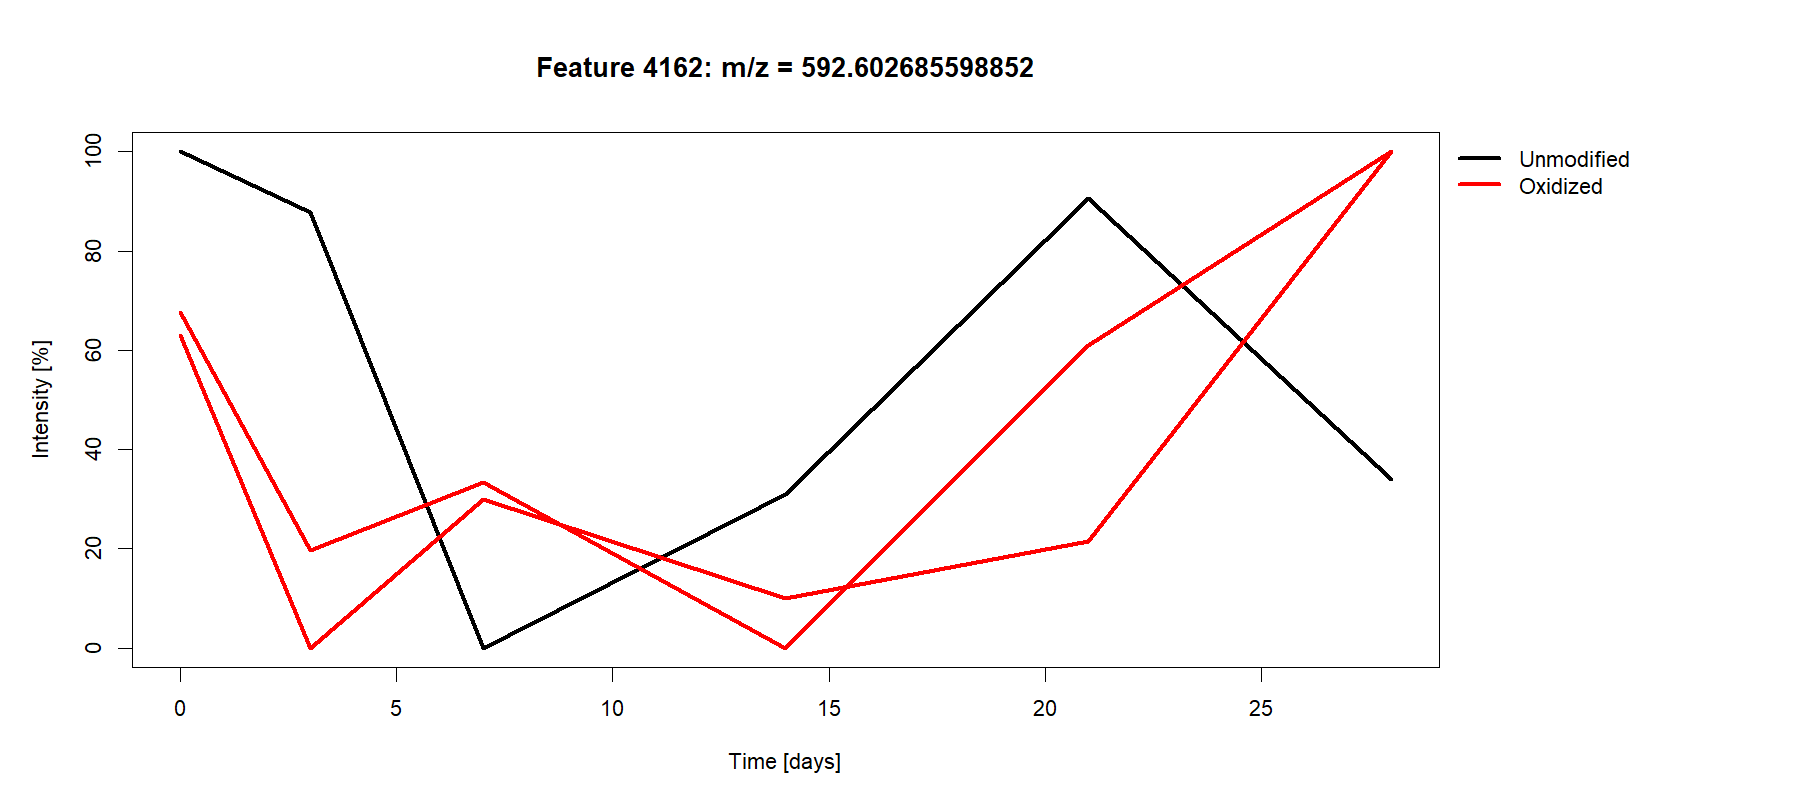 Feature 4162: m/z = 592.602685598852
Unmodified
Oxidized
Intensity [%]
100
80
60
40
20
0
0 5 10 15 20 25
Time [days]